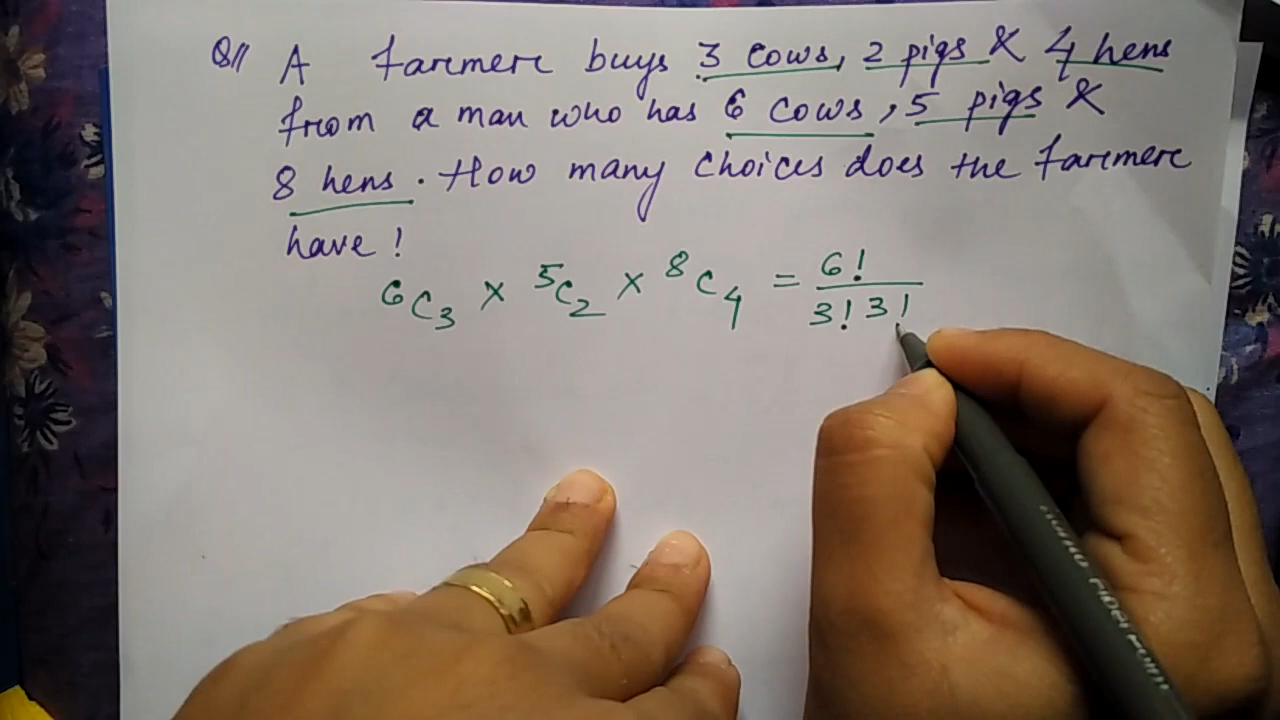 Q11 A farmer buys 3 cows, 2 pigs & 4 hens
from a man who has 6 cows, 5 pigs &
8 hens. How many choices does the farmer
have!
⁶C₃ × ⁵C₂ × ⁸C₄ = 6! / 3! 3!